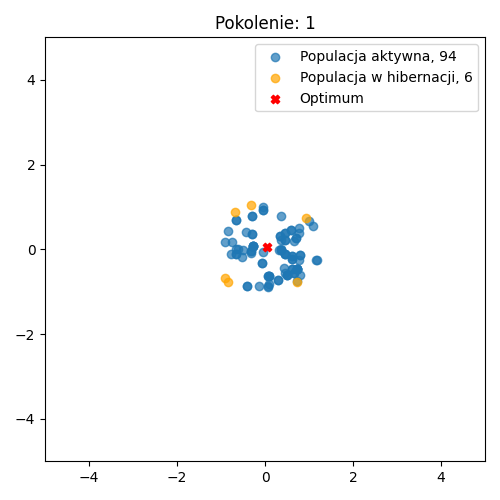 Pokolenie: 1
Populacja aktywna, 94
Populacja w hibernacji, 6
Optimum
4
2
0
−2
−4
−4 −2 0 2 4